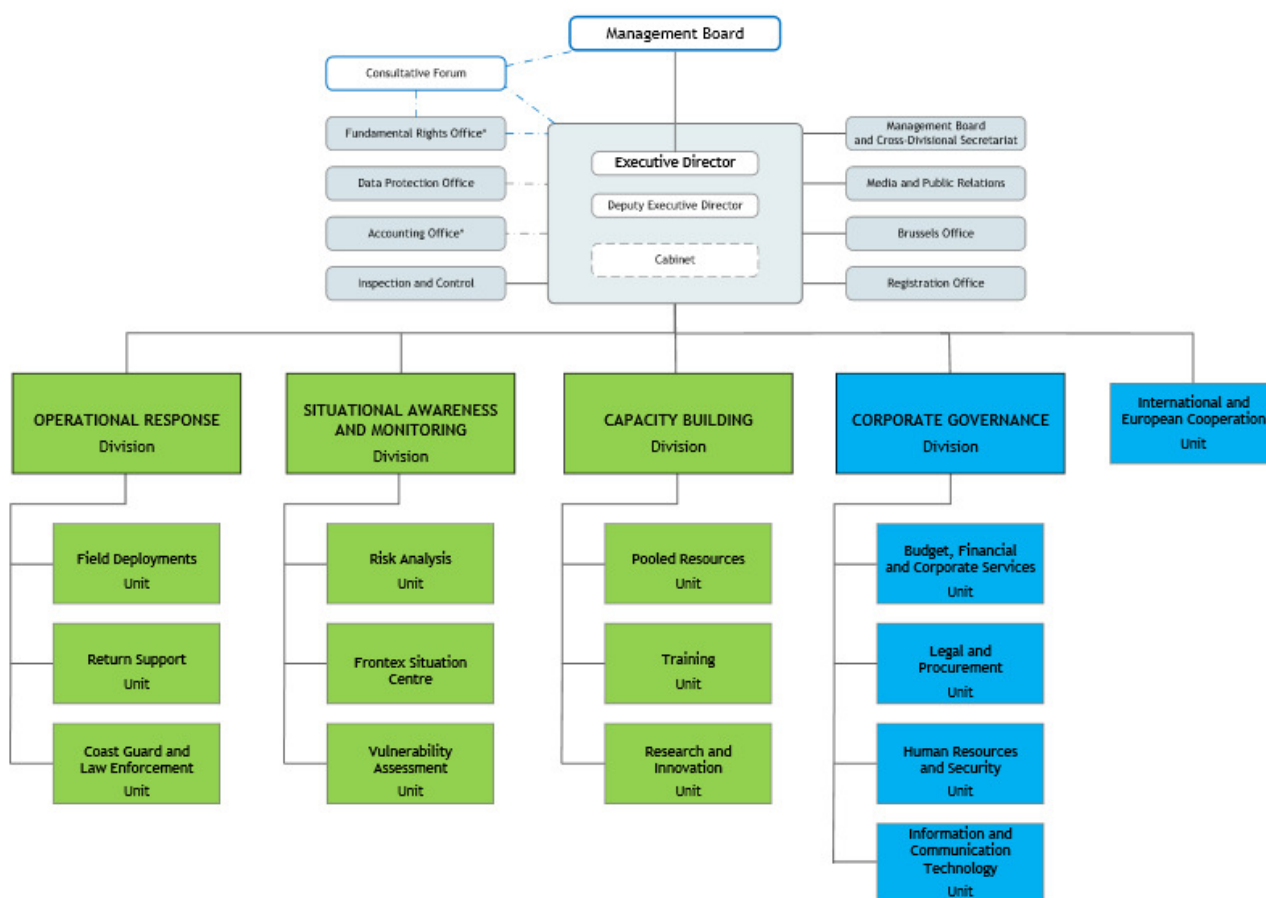 Management Board
Consultative Forum
Fundamental Rights Office*
Data Protection Office
Accounting Office*
Inspection and Control
Executive Director
Deputy Executive Director
Cabinet
Management Board
and Cross-Divisional Secretariat
Media and Public Relations
Brussels Office
Registration Office
OPERATIONAL RESPONSE
Division
SITUATIONAL AWARENESS
AND MONITORING
Division
CAPACITY BUILDING
Division
CORPORATE GOVERNANCE
Division
International and
European Cooperation
Unit
Field Deployments
Unit
Return Support
Unit
Coast Guard and
Law Enforcement
Unit
Risk Analysis
Unit
Frontex Situation
Centre
Vulnerability
Assessment
Unit
Pooled Resources
Unit
Training
Unit
Research and
Innovation
Unit
Budget, Financial
and Corporate Services
Unit
Legal and
Procurement
Unit
Human Resources
and Security
Unit
Information and
Communication
Technology
Unit